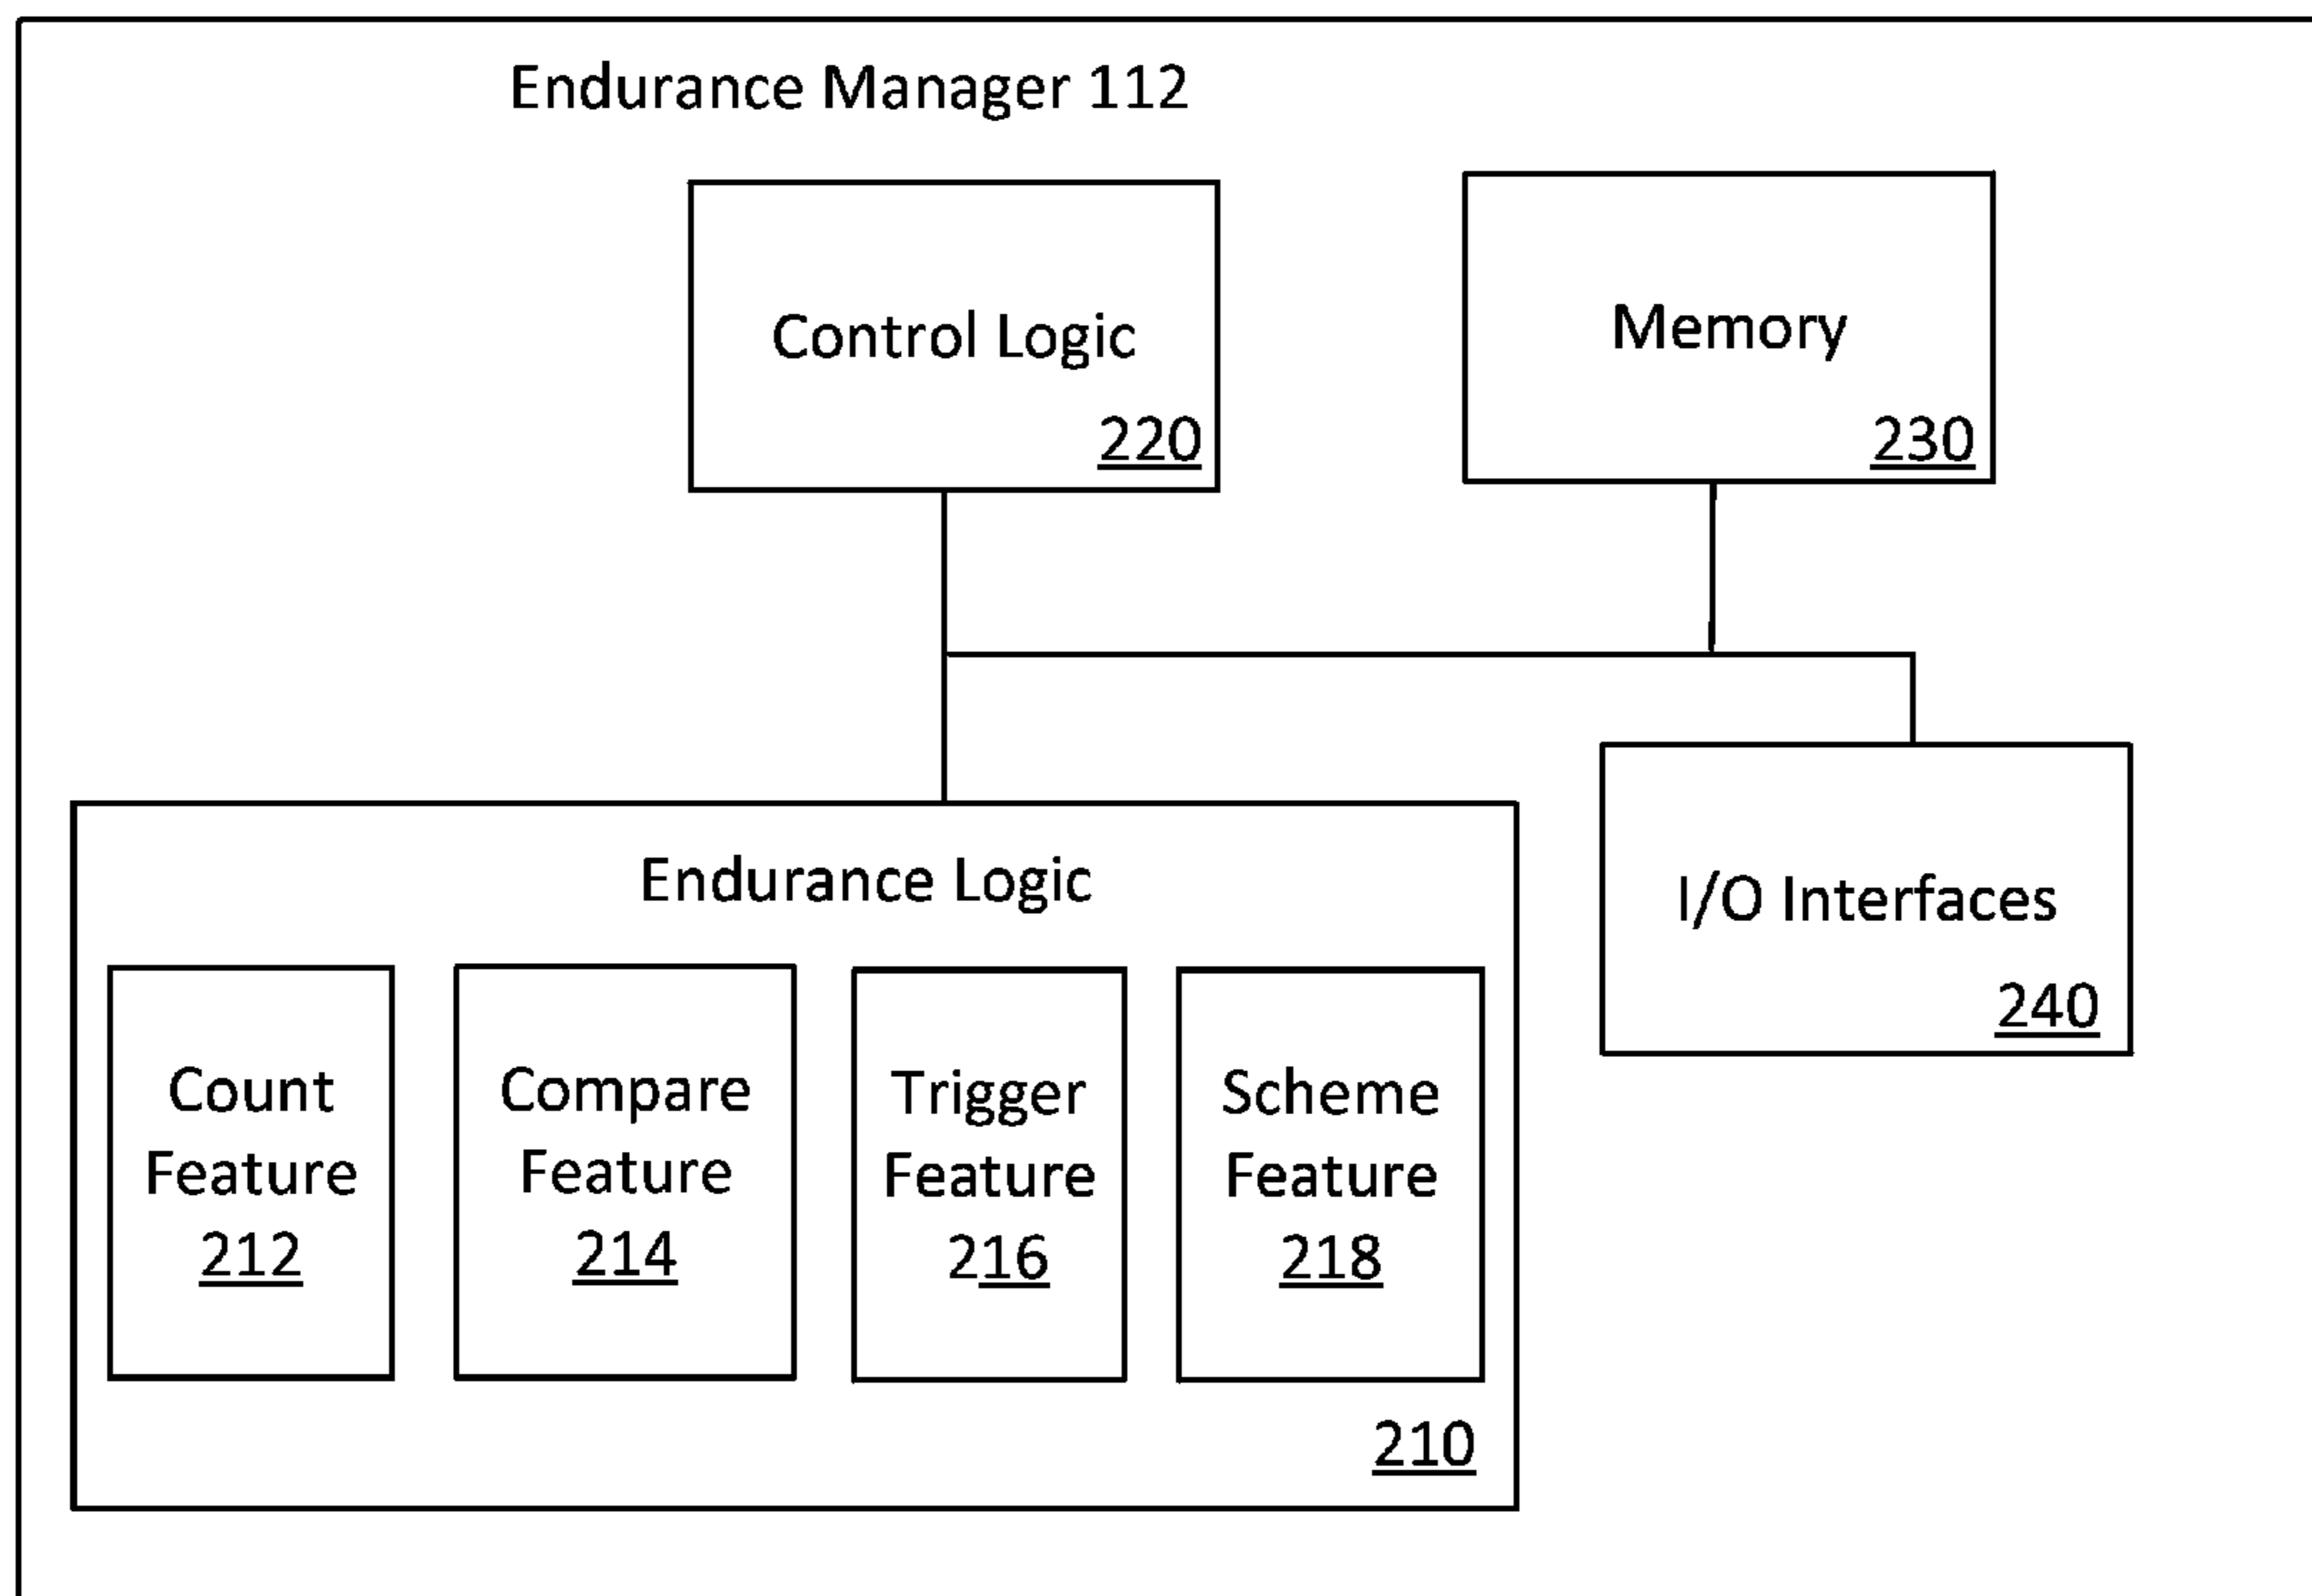 Endurance Manager 112
Control Logic
220
Memory
230
Endurance Logic
Count
Feature
212
Compare
Feature
214
Trigger
Feature
216
Scheme
Feature
218
210
I/O Interfaces
240